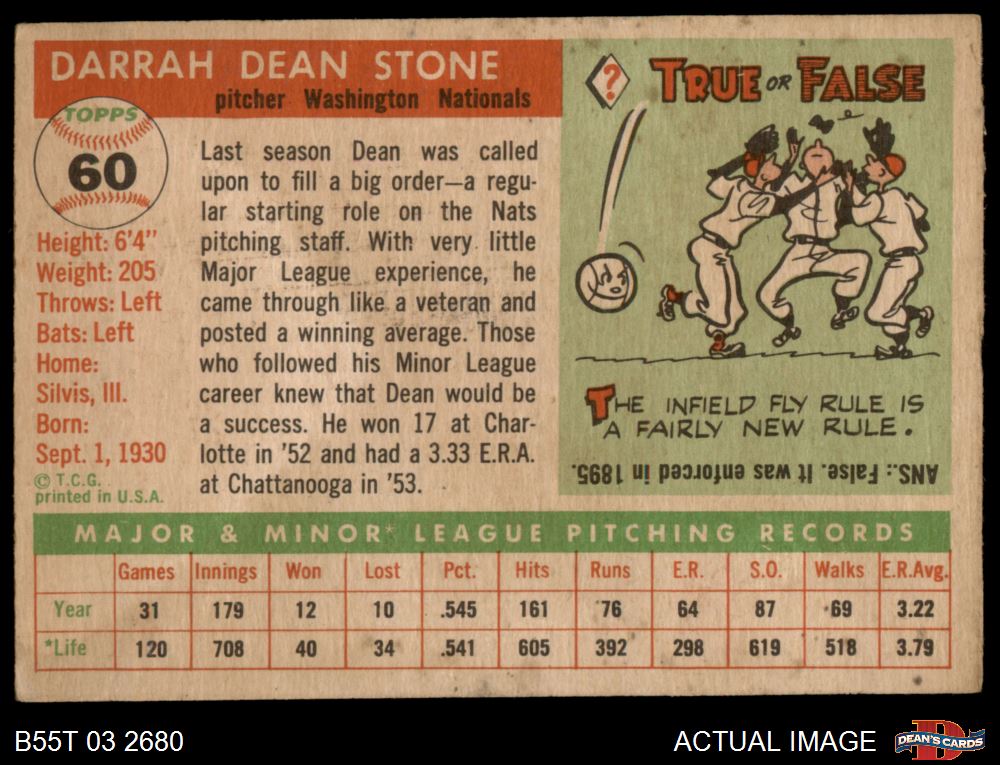 DARRAH DEAN STONE
pitcher Washington Nationals
TOPPS
60
Height: 6'4"
Weight: 205
Throws: Left
Bats: Left
Home:
Silvis, Ill.
Born:
Sept. 1, 1930
© T.C.G.
printed in U.S.A.
Last season Dean was called
upon to fill a big order—a regu-
lar starting role on the Nats
pitching staff. With very little
Major League experience, he
came through like a veteran and
posted a winning average. Those
who followed his Minor League
career knew that Dean would be
a success. He won 17 at Char-
lotte in '52 and had a 3.33 E.R.A.
at Chattanooga in '53.
? TRUE OR FALSE
THE INFIELD FLY RULE IS
A FAIRLY NEW RULE.
ANS.: False. It was enforced in 1895.
MAJOR & MINOR* LEAGUE PITCHING RECORDS
Games Innings Won Lost Pct. Hits Runs E.R. S.O. Walks E.R.Avg.
Year 31 179 12 10 .545 161 76 64 87 69 3.22
*Life 120 708 40 34 .541 605 392 298 619 518 3.79
B55T 03 2680
ACTUAL IMAGE
DEAN'S CARDS